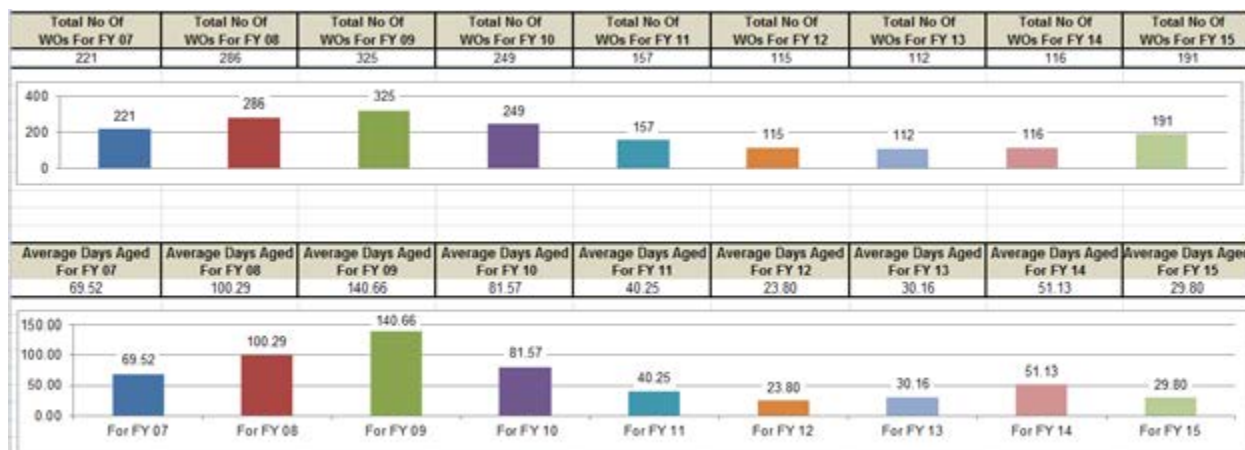 Total No Of Total No Of Total No Of Total No Of Total No Of Total No Of Total No Of Total No Of Total No Of
WOs For FY 07 WOs For FY 08 WOs For FY 09 WOs For FY 10 WOs For FY 11 WOs For FY 12 WOs For FY 13 WOs For FY 14 WOs For FY 15
221 286 325 249 157 115 112 116 191
400
200
0
221 286 325 249 157 115 112 116 191
Average Days Aged Average Days Aged Average Days Aged Average Days Aged Average Days Aged Average Days Aged Average Days Aged Average Days Aged Average Days Aged
For FY 07 For FY 08 For FY 09 For FY 10 For FY 11 For FY 12 For FY 13 For FY 14 For FY 15
69.52 100.29 140.66 81.57 40.25 23.80 30.16 51.13 29.80
150.00
100.00
50.00
0.00
69.52 100.29 140.66 81.57 40.25 23.80 30.16 51.13 29.80
For FY 07 For FY 08 For FY 09 For FY 10 For FY 11 For FY 12 For FY 13 For FY 14 For FY 15